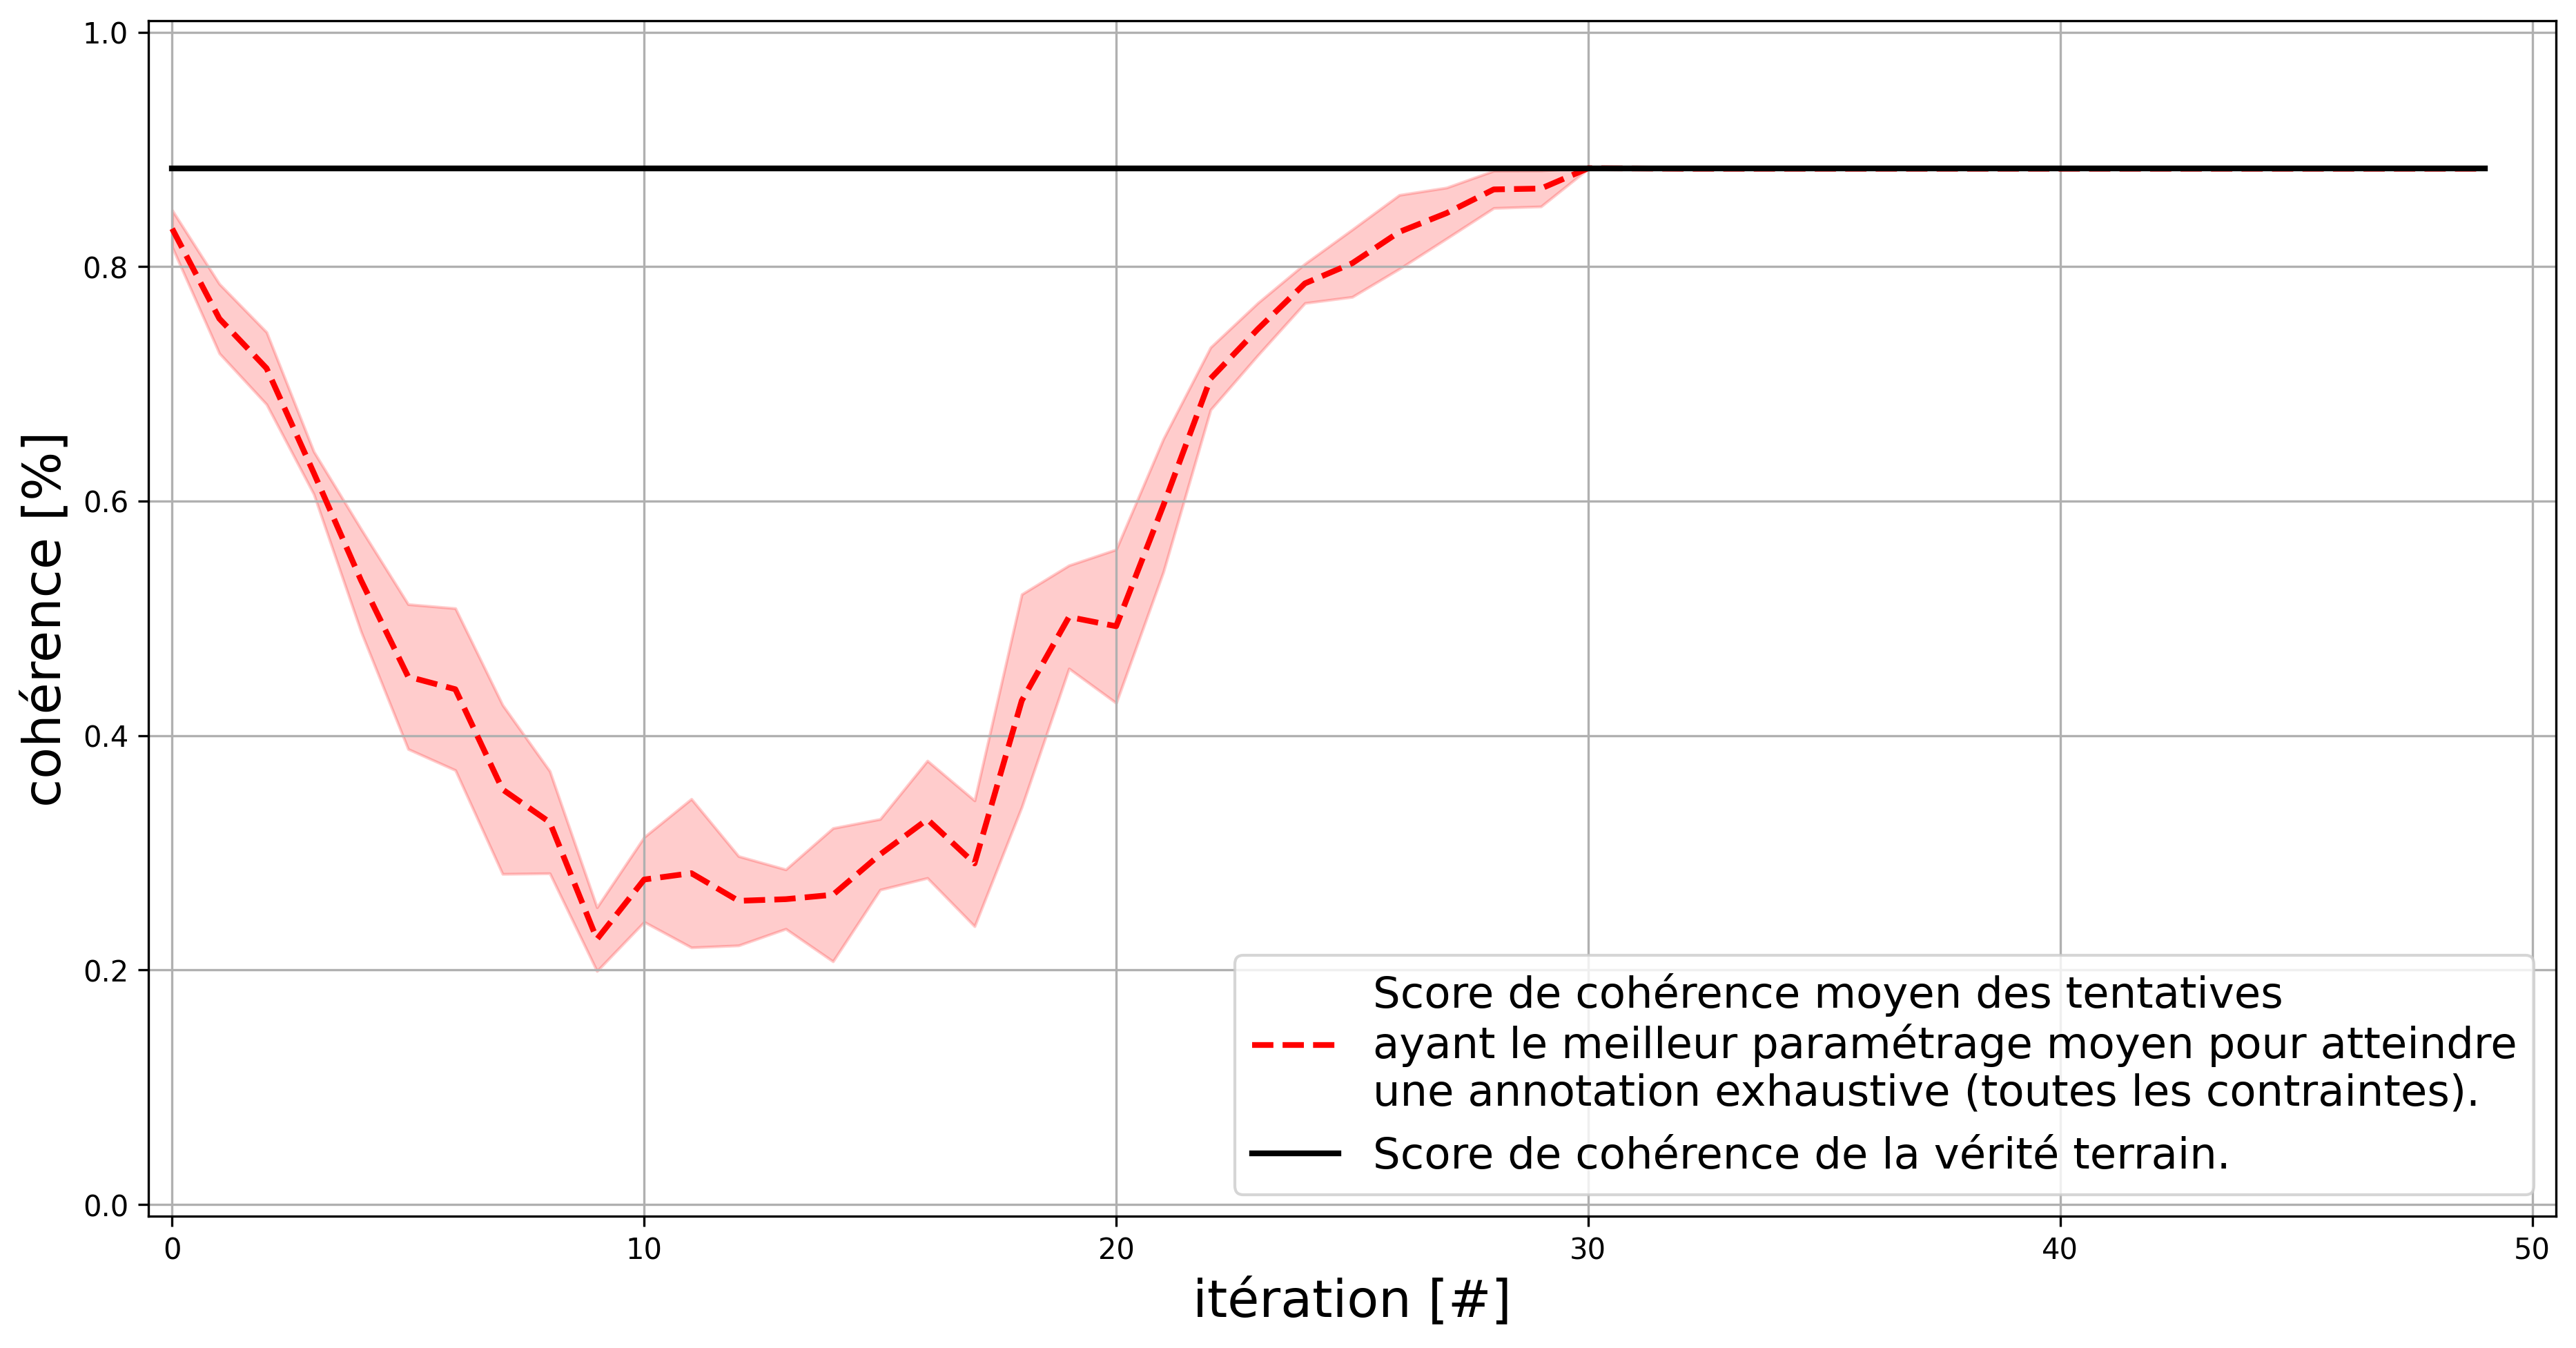 1.0
0.8
0.6
0.4
0.2
0.0
cohérence [%]
0 10 20 30 40 50
itération [#]
Score de cohérence moyen des tentatives
ayant le meilleur paramétrage moyen pour atteindre
une annotation exhaustive (toutes les contraintes).
Score de cohérence de la vérité terrain.